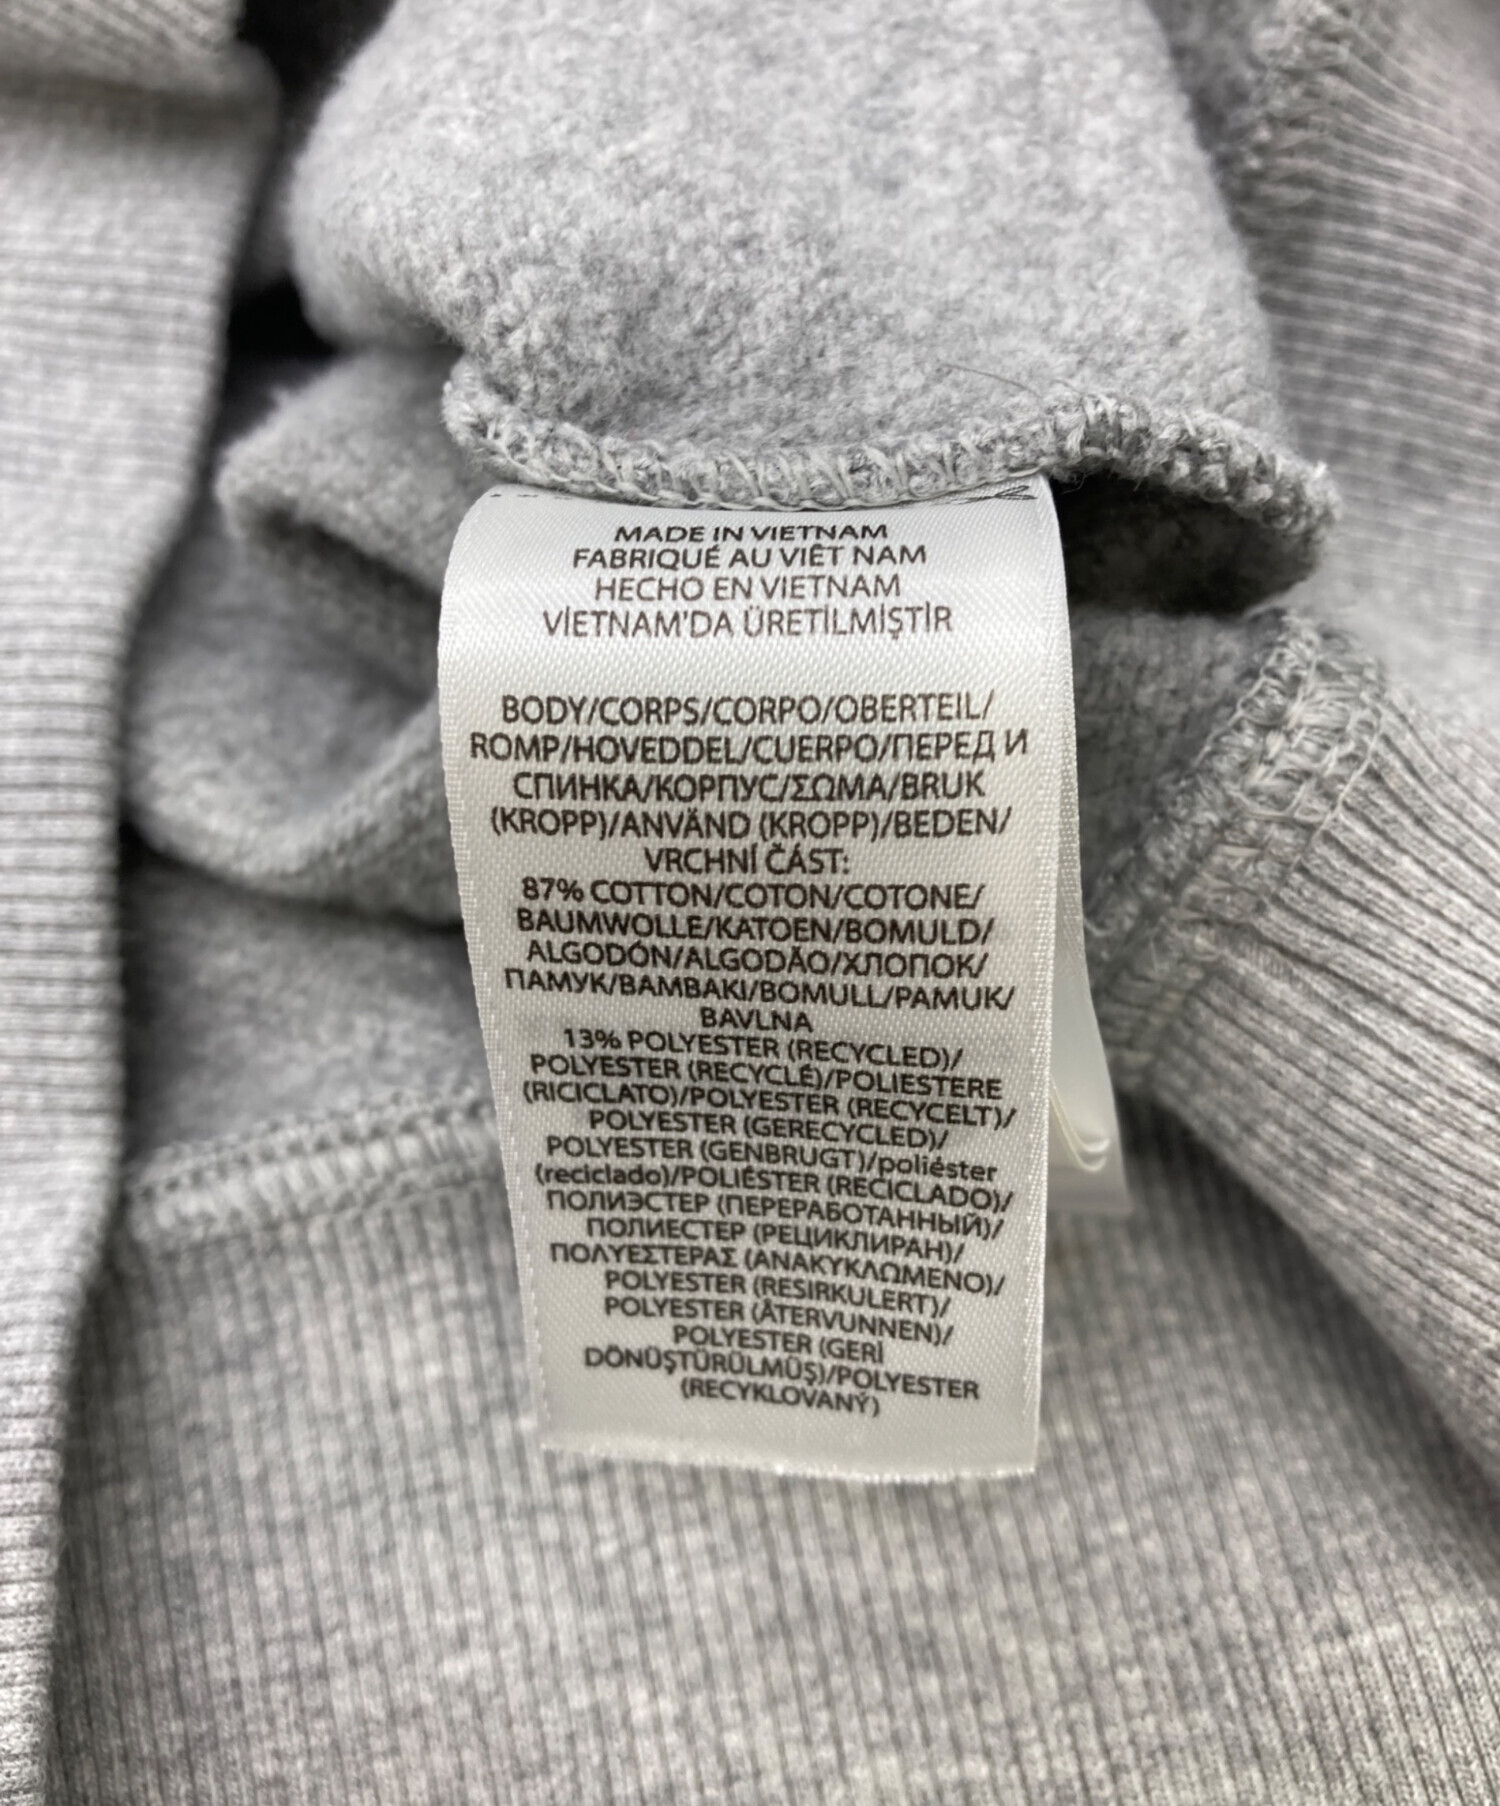 MADE IN VIETNAM
FABRIQUÉ AU VIÊT NAM
HECHO EN VIETNAM
VİETNAM'DA ÜRETİLMİŞTİR
BODY/CORPS/CORPO/OBERTEIL/
ROMP/HOVEDDEL/CUERPO/ПЕРЕД И
СПИНКА/КОРПУС/ΣΩΜΑ/BRUK
(KROPP)/ANVÄND (KROPP)/BEDEN/
VRCHNÍ ČÁST:
87% COTTON/COTON/COTONE/
BAUMWOLLE/KATOEN/BOMULD/
ALGODÓN/ALGODÃO/ХЛОПОК/
ПАМУК/BAMBAKI/BOMULL/PAMUK/
BAVLNA
13% POLYESTER (RECYCLED)/
POLYESTER (RECYCLÉ)/POLIESTERE
(RICICLATO)/POLYESTER (RECYCELT)/
POLYESTER (GERECYCLED)/
POLYESTER (GENBRUGT)/poliéster
(reciclado)/POLIÉSTER (RECICLADO)/
ПОЛИЭСТЕР (ПЕРЕРАБОТАННЫЙ)/
ПОЛИЕСТЕР (РЕЦИКЛИРАН)/
ΠΟΛΥΕΣΤΕΡΑΣ (ΑΝΑΚΥΚΛΩΜΕΝΟ)/
POLYESTER (RESIRKULERT)/
POLYESTER (ÅTERVUNNEN)/
POLYESTER (GERİ
DÖNÜŞTÜRÜLMÜŞ)/POLYESTER
(RECYKLOVANÝ)